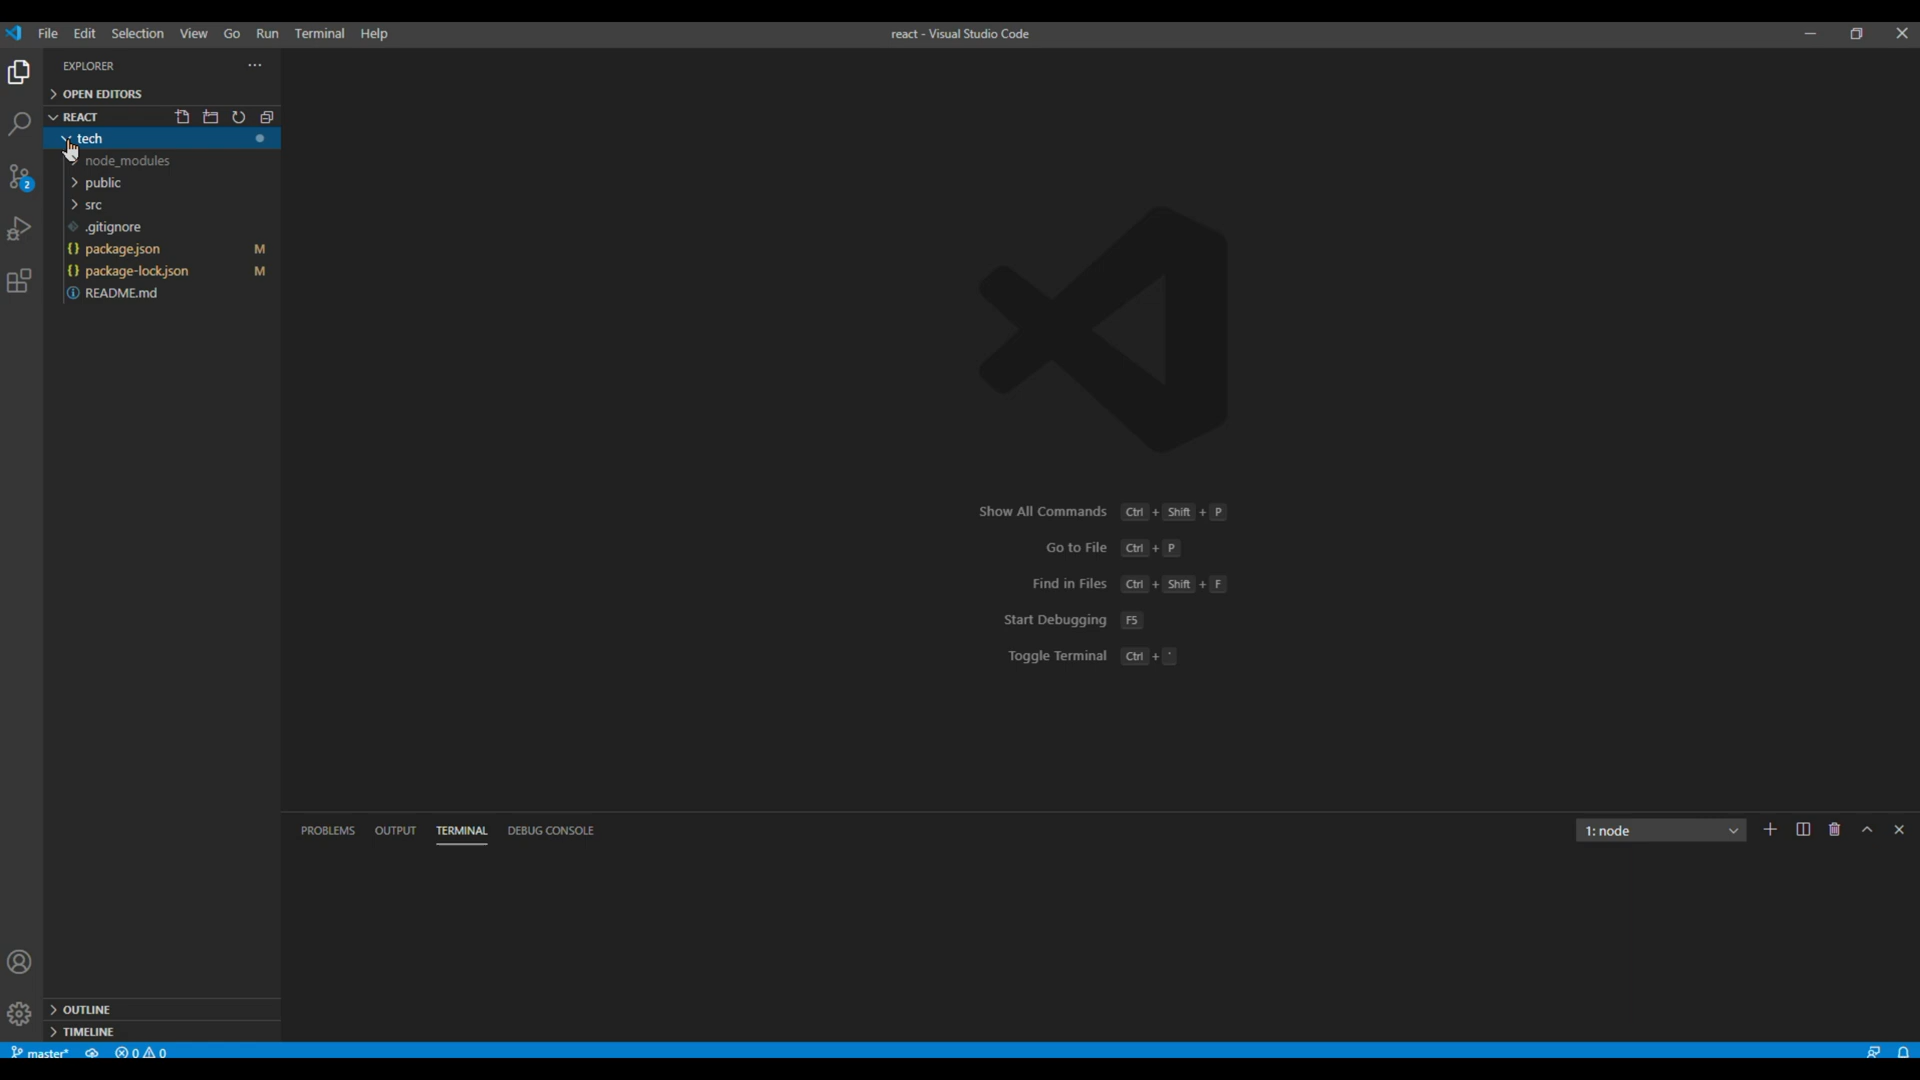 File Edit Selection View Go Run Terminal Help
react - Visual Studio Code
EXPLORER
OPEN EDITORS
REACT
tech
node_modules
public
src
.gitignore
package.json M
package-lock.json M
README.md
2
Show All Commands Ctrl + Shift + P
Go to File Ctrl + P
Find in Files Ctrl + Shift + F
Start Debugging F5
Toggle Terminal Ctrl + `
PROBLEMS OUTPUT TERMINAL DEBUG CONSOLE
1: node
OUTLINE
TIMELINE
master* 0 0